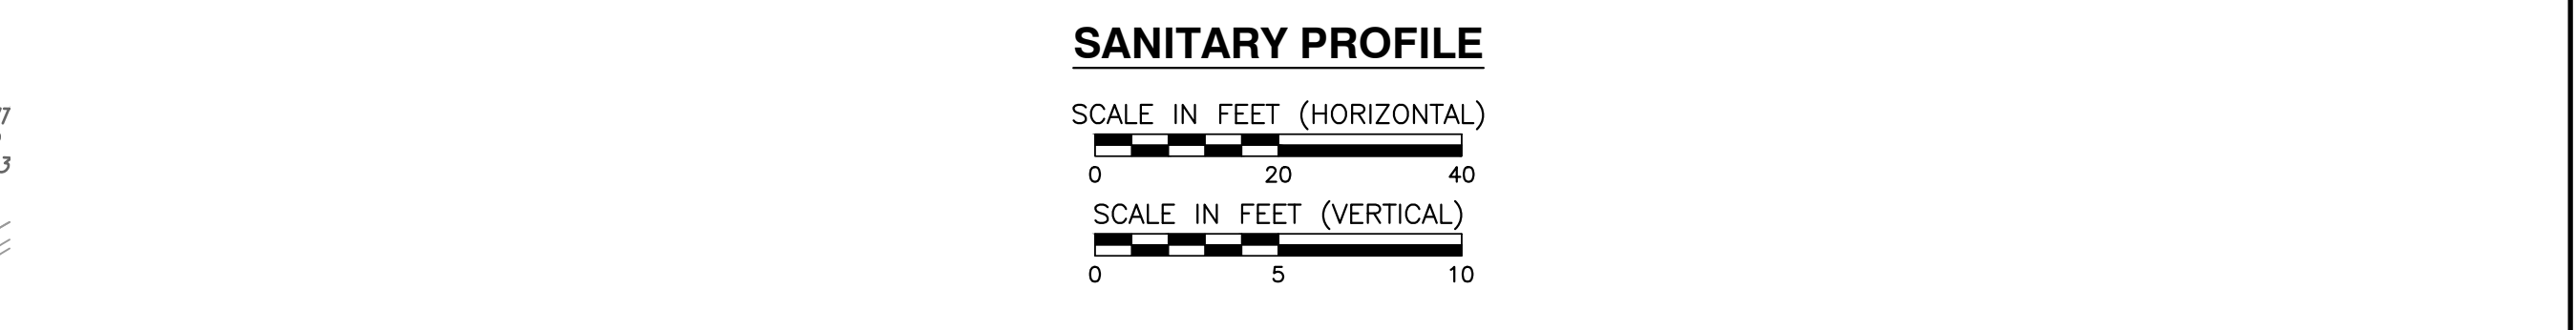 SANITARY PROFILE
SCALE IN FEET (HORIZONTAL)
0 20 40
SCALE IN FEET (VERTICAL)
0 5 10